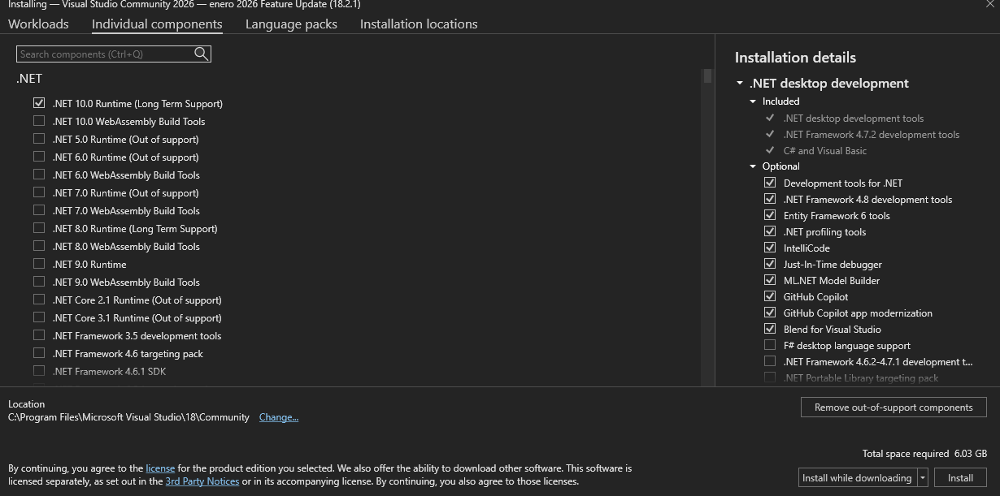 Installing — Visual Studio Community 2026 — enero 2026 Feature Update (18.2.1)
Workloads Individual components Language packs Installation locations
Search components (Ctrl+Q)
.NET
.NET 10.0 Runtime (Long Term Support)
.NET 10.0 WebAssembly Build Tools
.NET 5.0 Runtime (Out of support)
.NET 6.0 Runtime (Out of support)
.NET 6.0 WebAssembly Build Tools
.NET 7.0 Runtime (Out of support)
.NET 7.0 WebAssembly Build Tools
.NET 8.0 Runtime (Long Term Support)
.NET 8.0 WebAssembly Build Tools
.NET 9.0 Runtime
.NET 9.0 WebAssembly Build Tools
.NET Core 2.1 Runtime (Out of support)
.NET Core 3.1 Runtime (Out of support)
.NET Framework 3.5 development tools
.NET Framework 4.6 targeting pack
.NET Framework 4.6.1 SDK
Installation details
.NET desktop development
Included
.NET desktop development tools
.NET Framework 4.7.2 development tools
C# and Visual Basic
Optional
Development tools for .NET
.NET Framework 4.8 development tools
Entity Framework 6 tools
.NET profiling tools
IntelliCode
Just-In-Time debugger
ML.NET Model Builder
GitHub Copilot
GitHub Copilot app modernization
Blend for Visual Studio
F# desktop language support
.NET Framework 4.6.2-4.7.1 development t...
.NET Portable Library targeting pack
Location
C:\Program Files\Microsoft Visual Studio\18\Community Change...
Remove out-of-support components
Total space required 6.03 GB
By continuing, you agree to the license for the product edition you selected. We also offer the ability to download other software. This software is
licensed separately, as set out in the 3rd Party Notices or in its accompanying license. By continuing, you also agree to those licenses.
Install while downloading Install